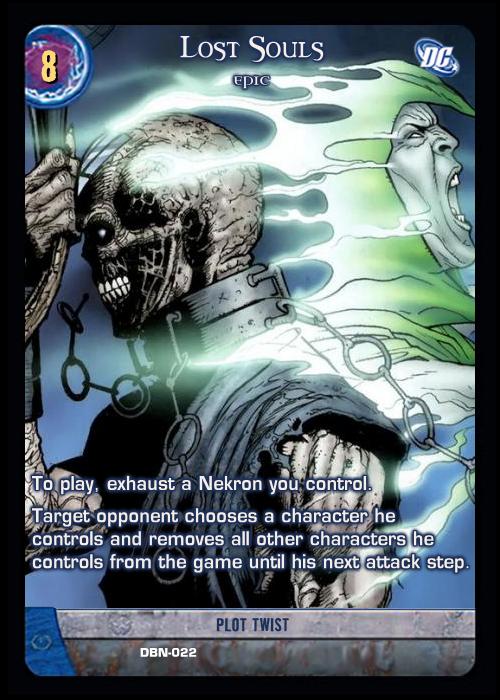 8
Lost Souls
DC
EPIC
To play, exhaust a Nekron you control.
Target opponent chooses a character he
controls and removes all other characters he
controls from the game until his next attack step.
PLOT TWIST
DBN-022